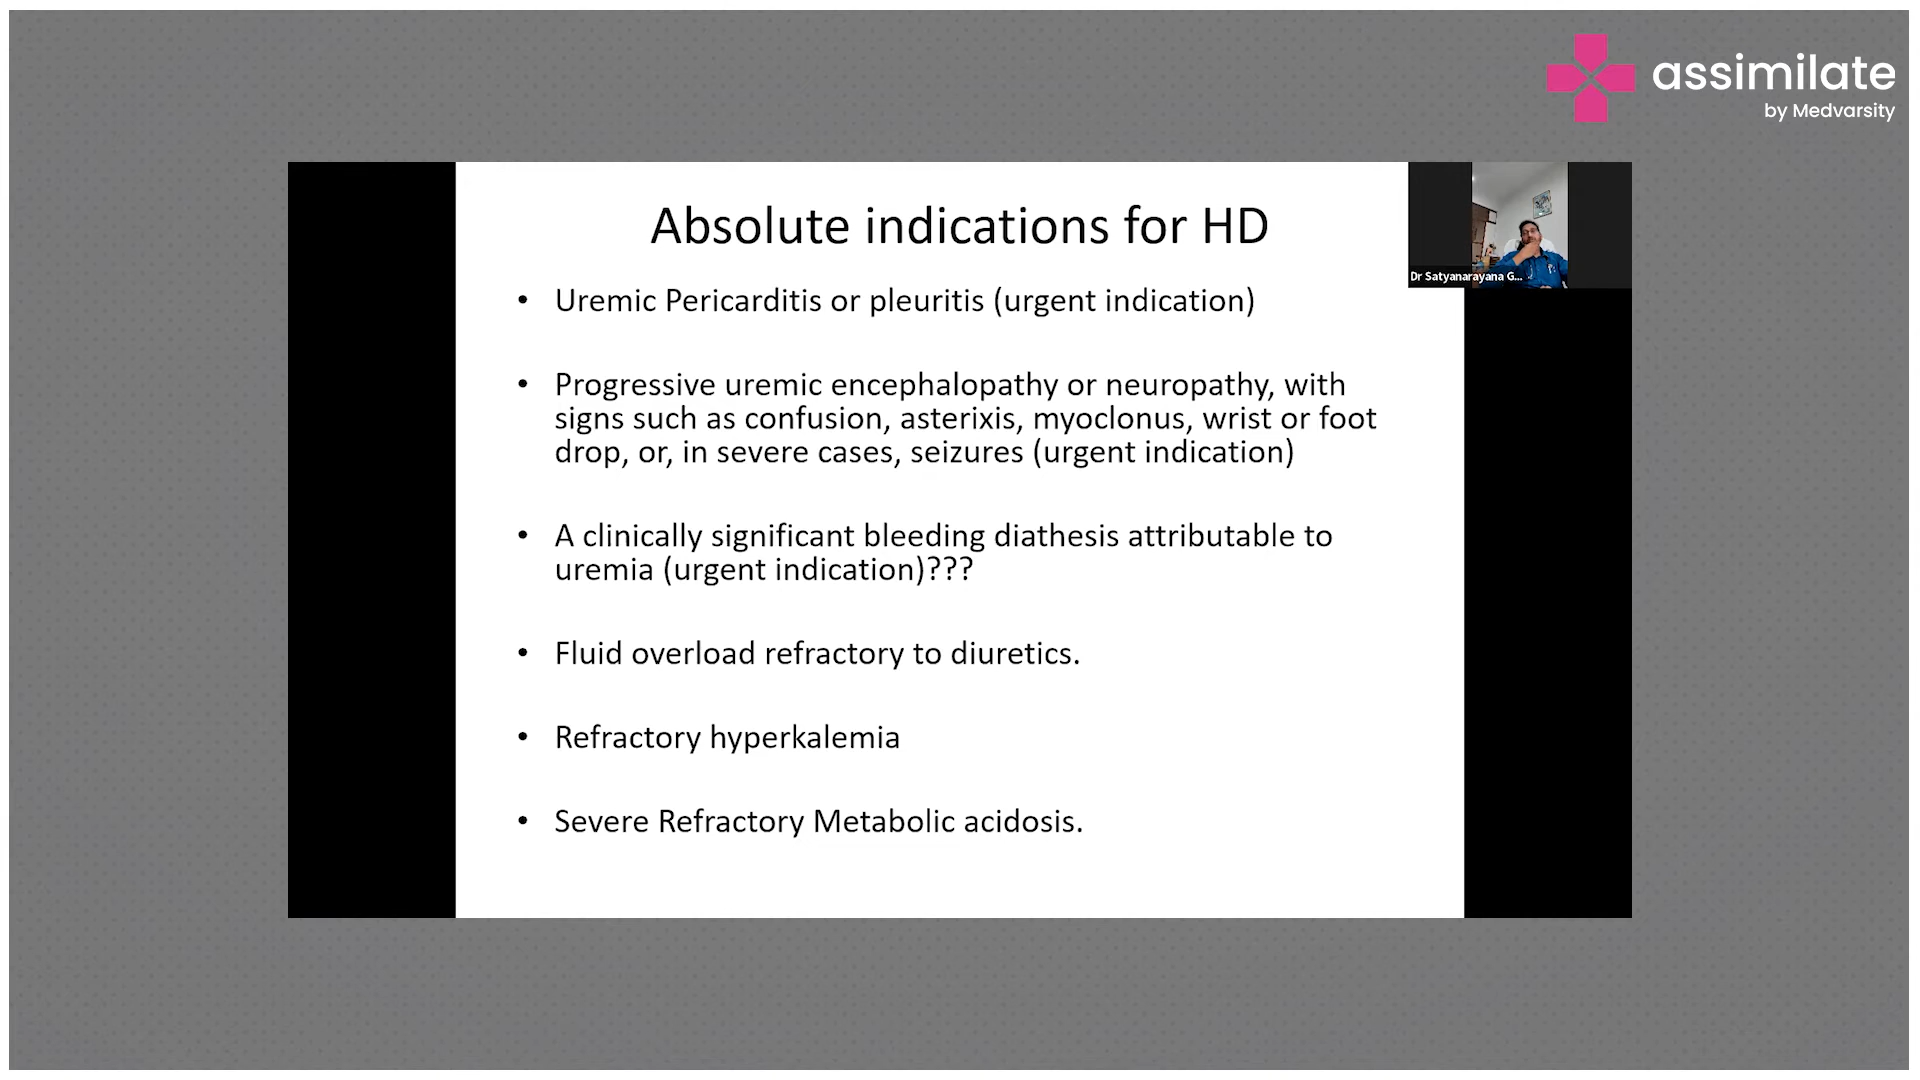 assimilate
by Medvarsity
Absolute indications for HD
Dr Satyanarayana G...
• Uremic Pericarditis or pleuritis (urgent indication)
• Progressive uremic encephalopathy or neuropathy, with
signs such as confusion, asterixis, myoclonus, wrist or foot
drop, or, in severe cases, seizures (urgent indication)
• A clinically significant bleeding diathesis attributable to
uremia (urgent indication)???
• Fluid overload refractory to diuretics.
• Refractory hyperkalemia
• Severe Refractory Metabolic acidosis.